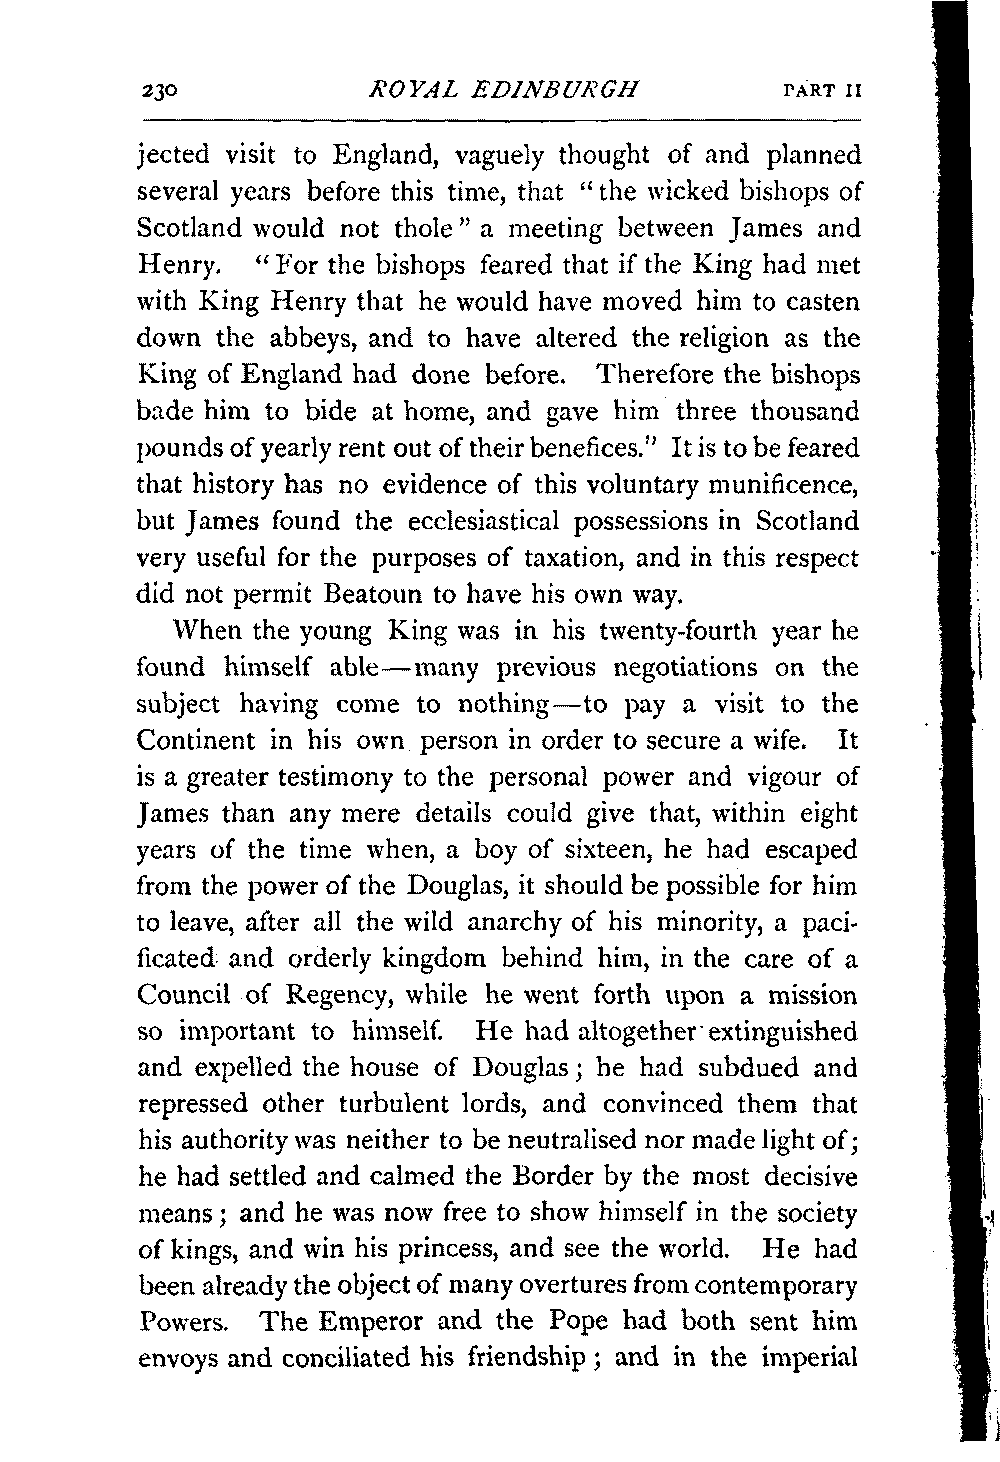 230 ROYAL EDINBURGH PART II
jected visit to England, vaguely thought of and planned
several years before this time, that “the wicked bishops of
Scotland would not thole” a meeting between James and
Henry. “For the bishops feared that if the King had met
with King Henry that he would have moved him to casten
down the abbeys, and to have altered the religion as the
King of England had done before. Therefore the bishops
bade him to bide at home, and gave him three thousand
pounds of yearly rent out of their benefices.” It is to be feared
that history has no evidence of this voluntary munificence,
but James found the ecclesiastical possessions in Scotland
very useful for the purposes of taxation, and in this respect
did not permit Beatoun to have his own way.
When the young King was in his twenty-fourth year he
found himself able—many previous negotiations on the
subject having come to nothing—to pay a visit to the
Continent in his own person in order to secure a wife. It
is a greater testimony to the personal power and vigour of
James than any mere details could give that, within eight
years of the time when, a boy of sixteen, he had escaped
from the power of the Douglas, it should be possible for him
to leave, after all the wild anarchy of his minority, a paci-
ficated and orderly kingdom behind him, in the care of a
Council of Regency, while he went forth upon a mission
so important to himself. He had altogether extinguished
and expelled the house of Douglas; he had subdued and
repressed other turbulent lords, and convinced them that
his authority was neither to be neutralised nor made light of;
he had settled and calmed the Border by the most decisive
means; and he was now free to show himself in the society
of kings, and win his princess, and see the world. He had
been already the object of many overtures from contemporary
Powers. The Emperor and the Pope had both sent him
envoys and conciliated his friendship; and in the imperial